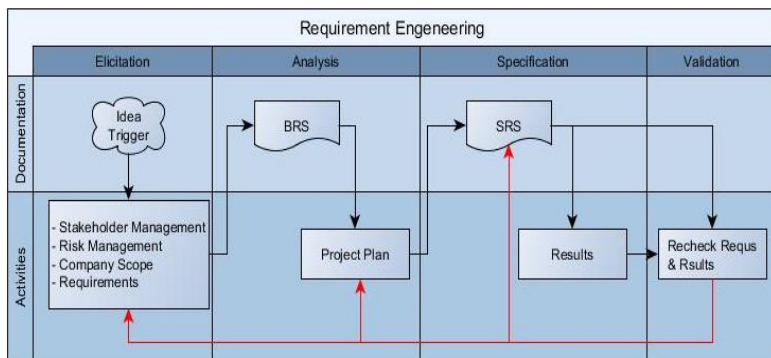 Requirement Engeneering
Elicitation
Analysis
Specification
Validation
Documentation
Idea
Trigger
BRS
SRS
Activities
- Stakeholder Management
- Risk Management
- Company Scope
- Requirements
Project Plan
Results
Recheck Requs
& Rsults